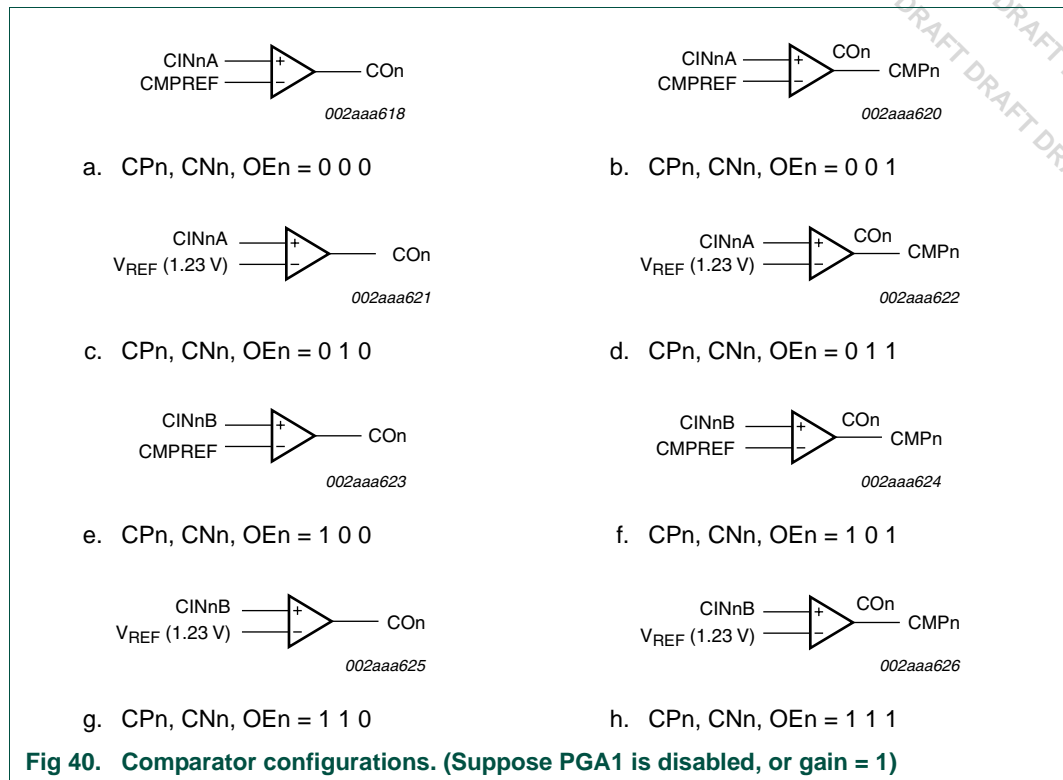 DRAFT DRAFT DRAFT
DRAFT DRAFT
CINnA
CMPREF
+
−
COn
002aaa618
a. CPn, CNn, OEn = 0 0 0
CINnA
CMPREF
+
−
COn
CMPn
002aaa620
b. CPn, CNn, OEn = 0 0 1
CINnA
VREF (1.23 V)
+
−
COn
002aaa621
c. CPn, CNn, OEn = 0 1 0
CINnA
VREF (1.23 V)
+
−
COn
CMPn
002aaa622
d. CPn, CNn, OEn = 0 1 1
CINnB
CMPREF
+
−
COn
002aaa623
e. CPn, CNn, OEn = 1 0 0
CINnB
CMPREF
+
−
COn
CMPn
002aaa624
f. CPn, CNn, OEn = 1 0 1
CINnB
VREF (1.23 V)
+
−
COn
002aaa625
g. CPn, CNn, OEn = 1 1 0
CINnB
VREF (1.23 V)
+
−
COn
CMPn
002aaa626
h. CPn, CNn, OEn = 1 1 1
Fig 40. Comparator configurations. (Suppose PGA1 is disabled, or gain = 1)